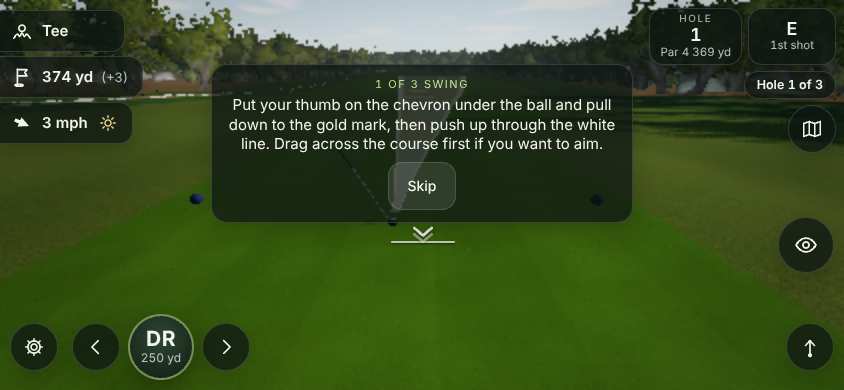 Tee
374 yd (+3)
3 mph
HOLE
1
Par 4 369 yd
E
1st shot
Hole 1 of 3
1 OF 3 SWING
Put your thumb on the chevron under the ball and pull
down to the gold mark, then push up through the white
line. Drag across the course first if you want to aim.
Skip
DR
250 yd